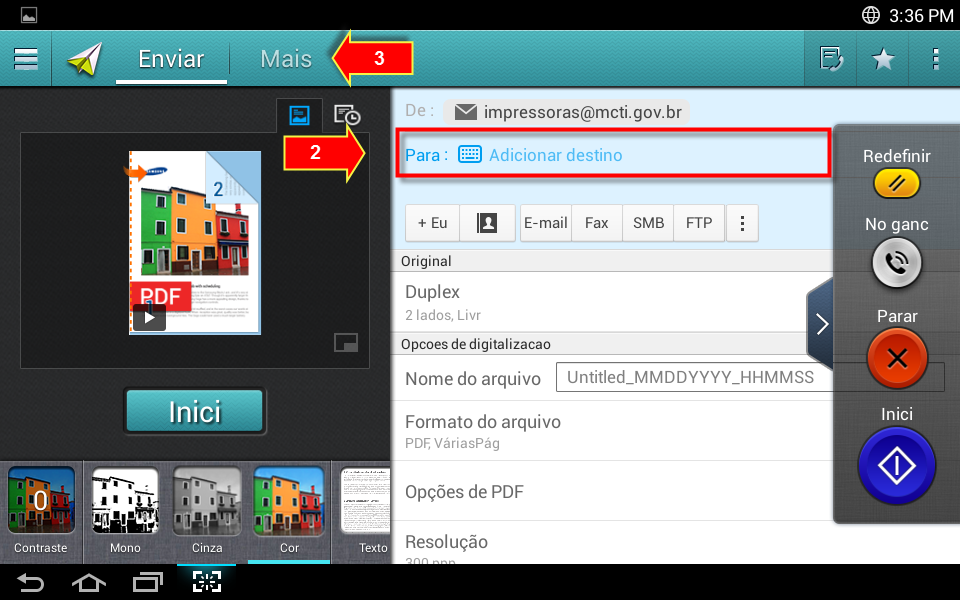 3:36 PM
Enviar
Mais
3
De :
impressoras@mcti.gov.br
2
Para :
Adicionar destino
SAMSUNG
2
PDF
+ Eu
E-mail
Fax
SMB
FTP
Original
Duplex
2 lados, Livr
Opcoes de digitalizacao
Nome do arquivo
Untitled_MMDDYYYY_HHMMSS
Formato do arquivo
PDF, VáriasPág
Opções de PDF
Resolução
300 ppp
Inici
0
Contraste
Mono
Cinza
Cor
Texto
Redefinir
No ganc
Parar
Inici